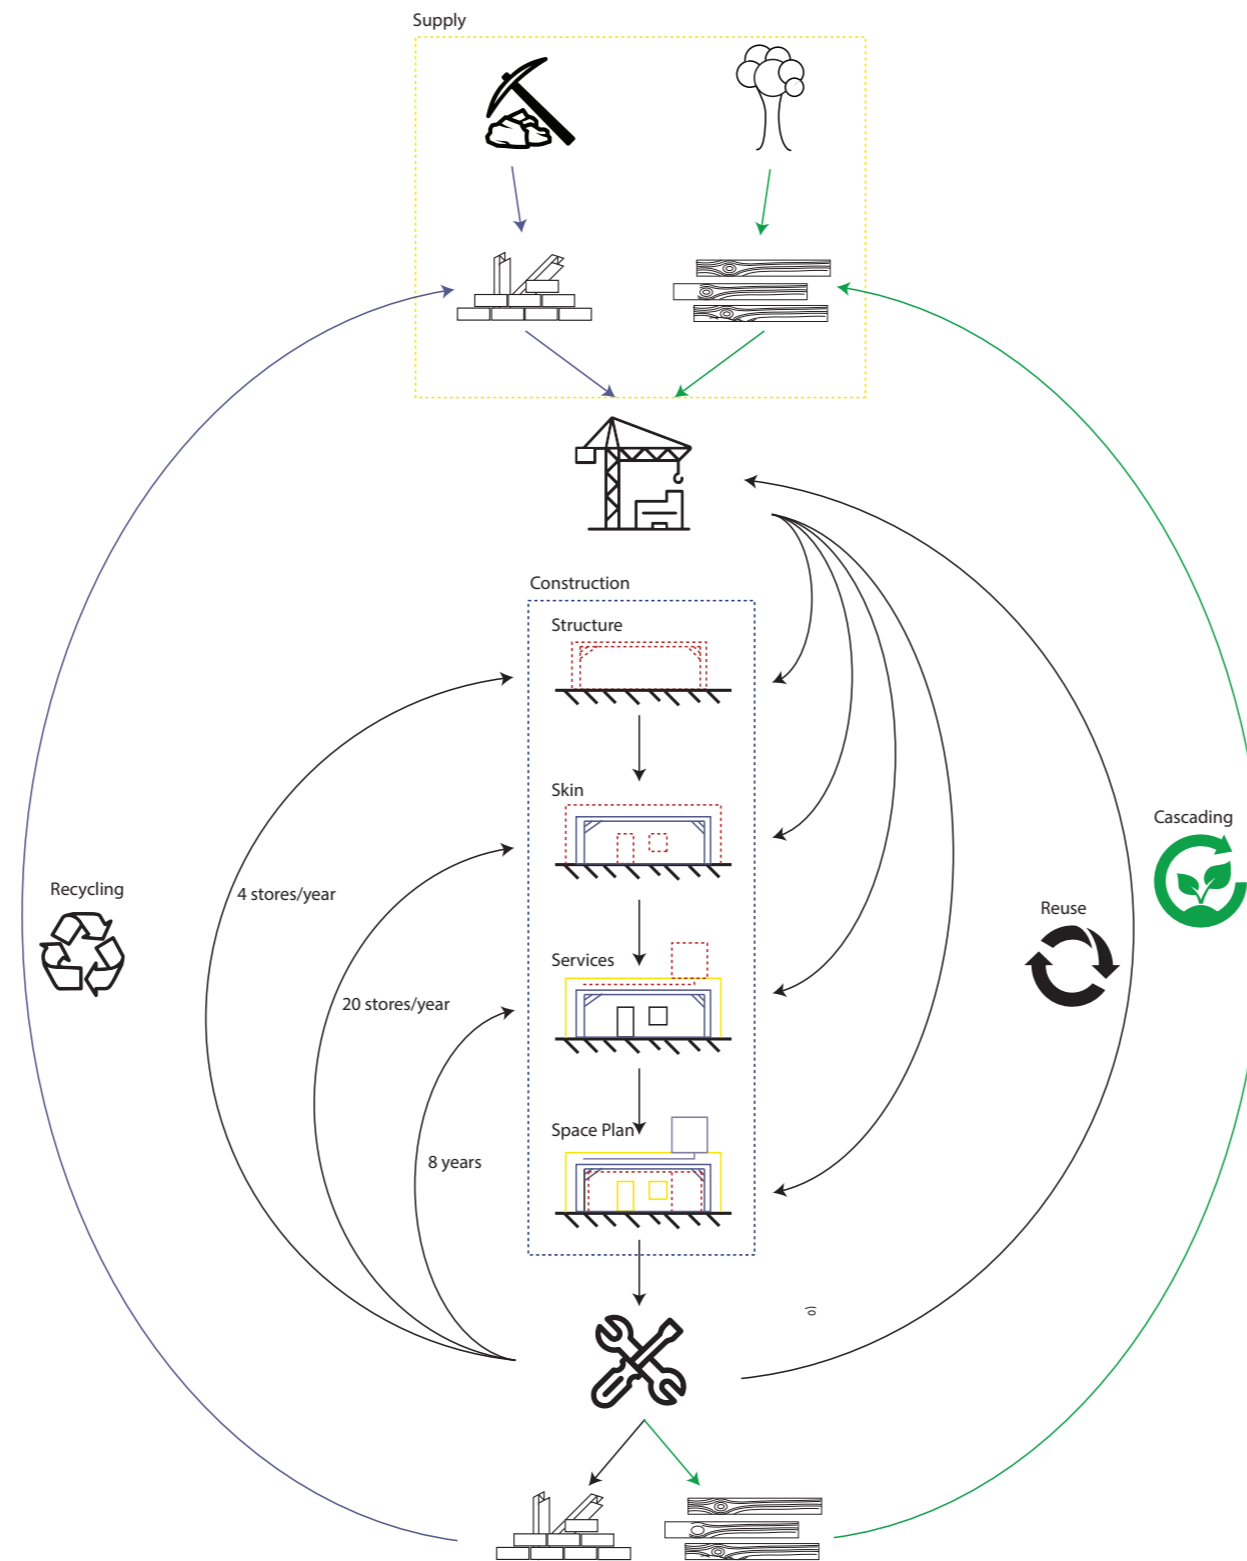 Supply
Construction
Structure
Skin
Cascading
4 stores/year
Recycling
Reuse
Services
20 stores/year
Space Plan
8 years